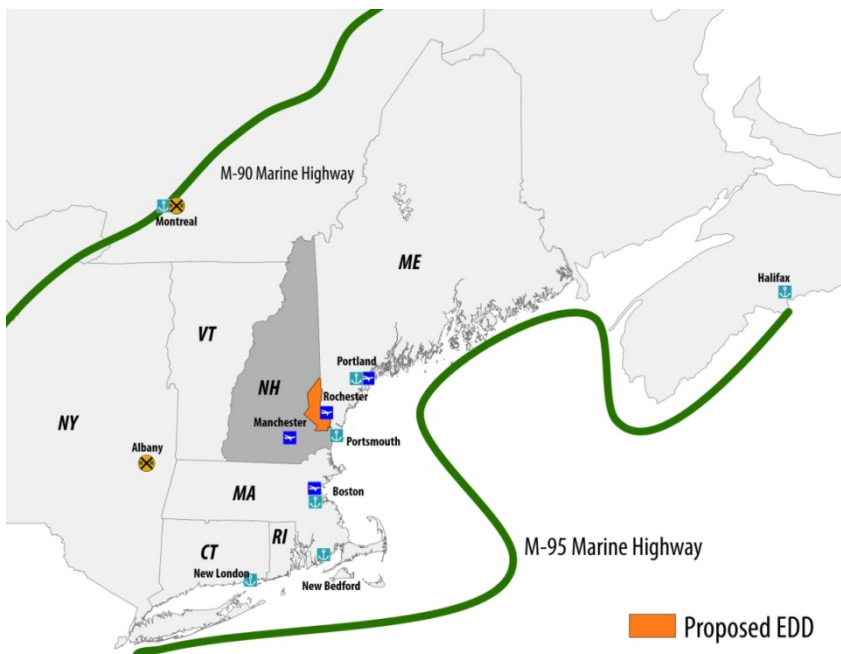 M-90 Marine Highway
Montreal
ME
Halifax
VT
Portland
NH
Rochester
NY
Manchester
Albany
Portsmouth
MA
Boston
CT
RI
M-95 Marine Highway
New London
New Bedford
Proposed EDD